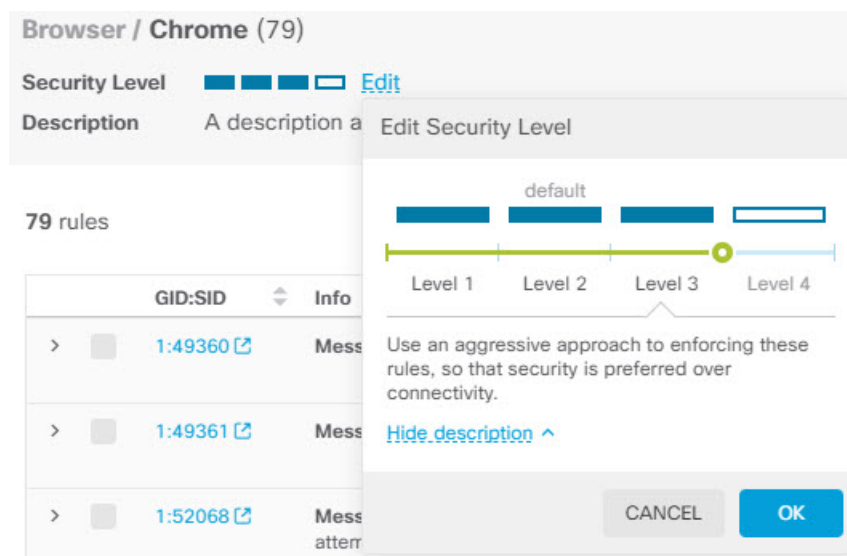 Browser / Chrome (79)
Security Level Edit
Description A description a
Edit Security Level
default
Level 1 Level 2 Level 3 Level 4
Use an aggressive approach to enforcing these
rules, so that security is preferred over
connectivity.
Hide description
CANCEL OK
79 rules
GID:SID Info
1:49360 Mess
1:49361 Mess
1:52068 Mess
attem